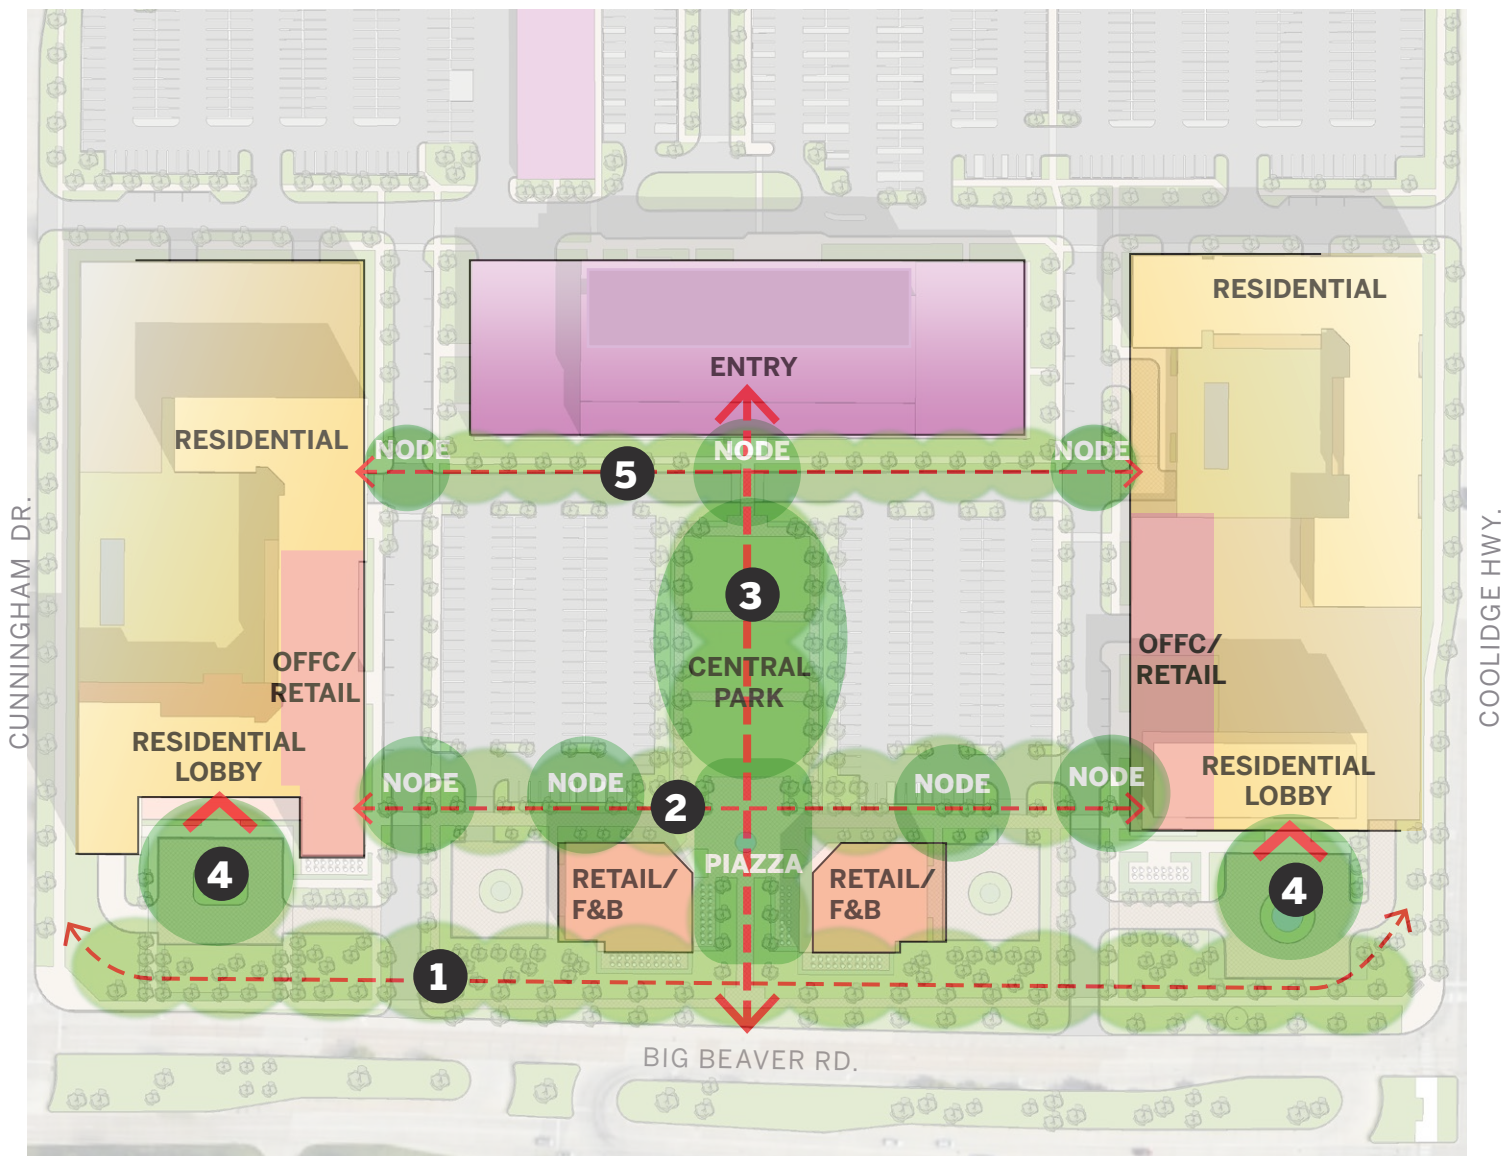 RESIDENTIAL
ENTRY
RESIDENTIAL
NODE
NODE
NODE
5
3
CENTRAL
PARK
OFFC/
RETAIL
OFFC/
RETAIL
CUNNINGHAM DR.
COOLIDGE HWY.
RESIDENTIAL
LOBBY
RESIDENTIAL
LOBBY
NODE
NODE
2
NODE
NODE
PIAZZA
4
RETAIL/
F&B
RETAIL/
F&B
4
1
BIG BEAVER RD.